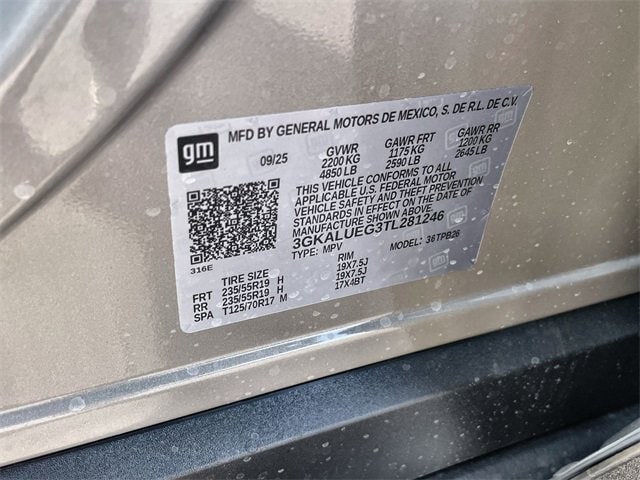 gm
MFD BY GENERAL MOTORS DE MEXICO, S. DE R.L. DE C.V.
09/25 GVWR GAWR FRT GAWR RR
2200 KG 1175 KG 1200 KG
4850 LB 2590 LB 2645 LB
THIS VEHICLE CONFORMS TO ALL
APPLICABLE U.S. FEDERAL MOTOR
VEHICLE SAFETY AND THEFT PREVENTION
STANDARDS IN EFFECT ON THE DATE OF
MANUFACTURE SHOWN ABOVE.
3GKALUEG3TL281246
TYPE: MPV MODEL: 36TPB26
316E
TIRE SIZE RIM
FRT 235/55R19 H 19X7.5J
RR 235/55R19 H 19X7.5J
SPA T125/70R17 M 17X4BT